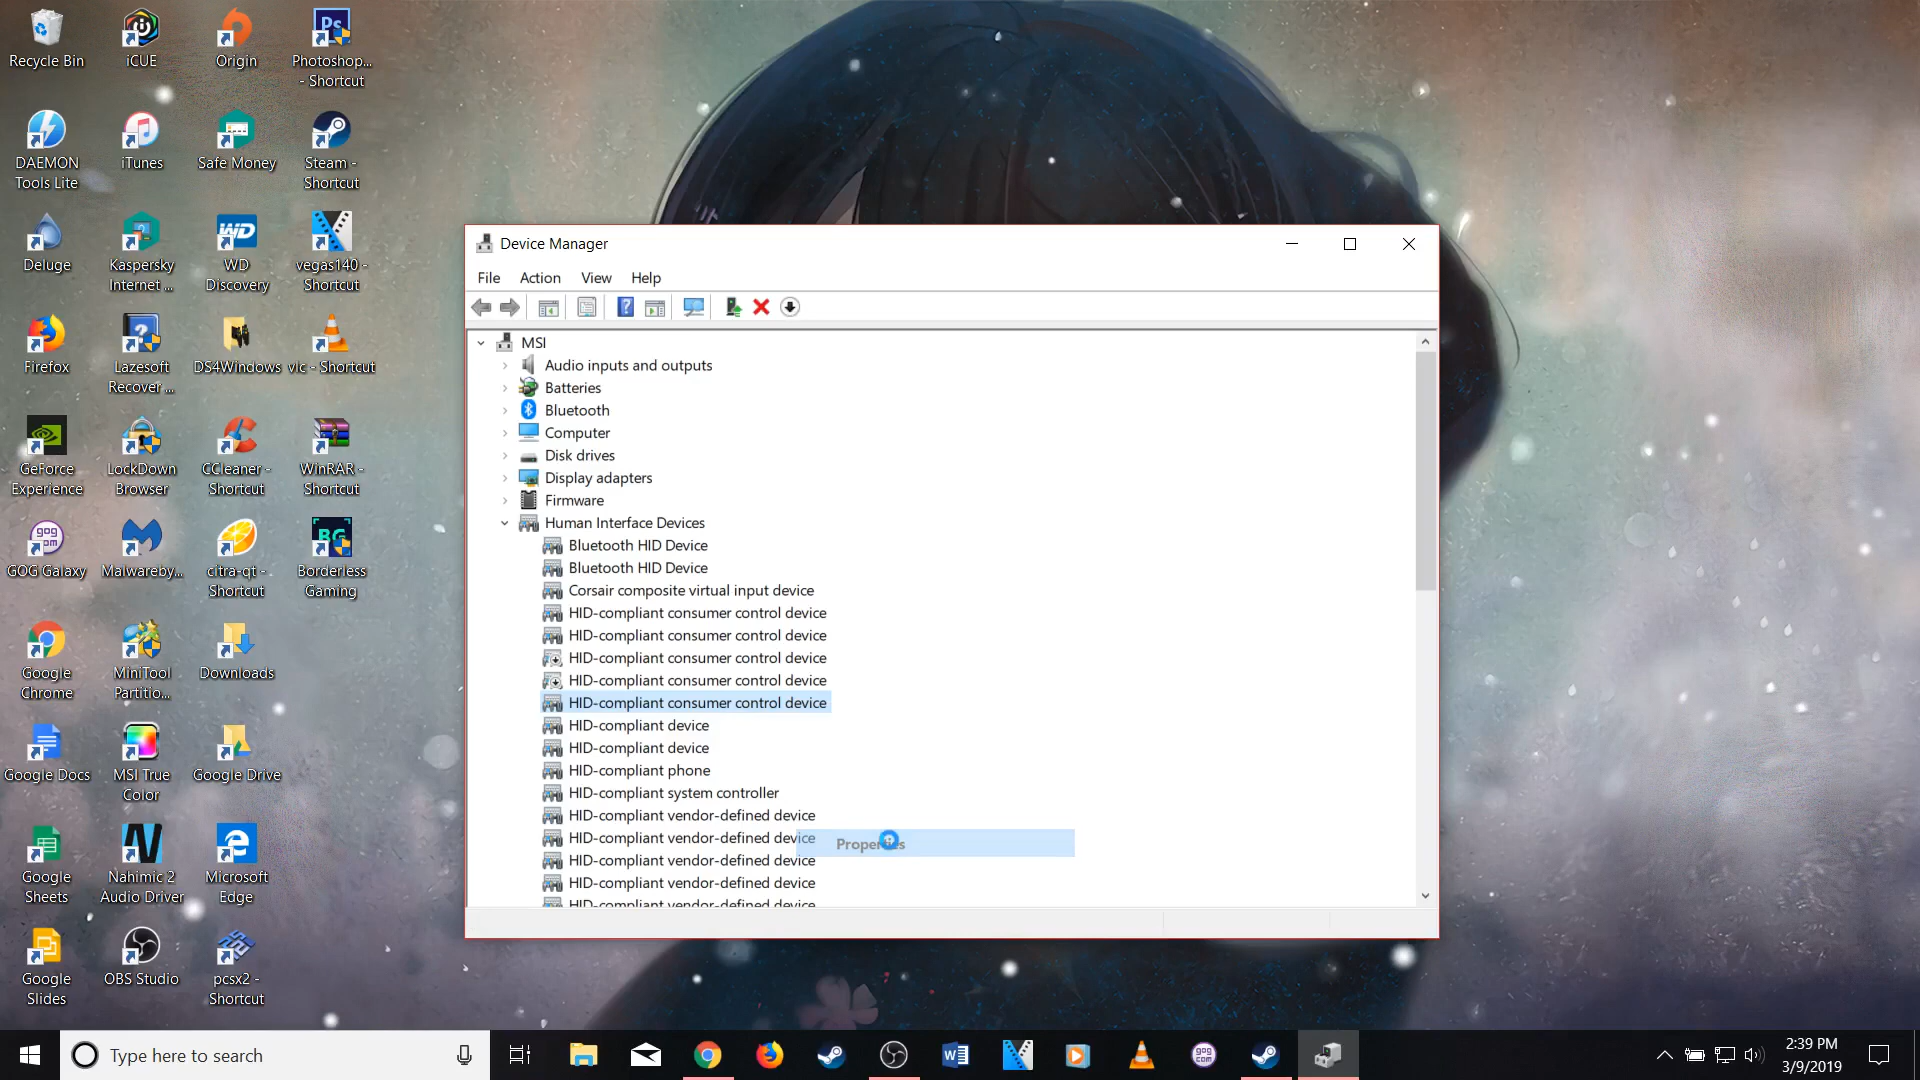 Recycle Bin
iCUE
Origin
Photoshop...
- Shortcut
DAEMON
Tools Lite
iTunes
Safe Money
Steam -
Shortcut
Deluge
Kaspersky
Internet ...
WD
WD
Discovery
vegas140 -
Shortcut
Firefox
Lazesoft
Recover ...
DS4Windows
vlc - Shortcut
GeForce
Experience
LockDown
Browser
CCleaner -
Shortcut
WinRAR -
Shortcut
GOG Galaxy
Malwareby...
citra-qt -
Shortcut
BG
Borderless
Gaming
Google
Chrome
MiniTool
Partitio...
Downloads
Google Docs
MSI True
Color
Google Drive
Google
Sheets
Nahimic 2
Audio Driver
Microsoft
Edge
Google
Slides
OBS Studio
pcsx2 -
Shortcut
Device Manager
File Action View Help
MSI
Audio inputs and outputs
Batteries
Bluetooth
Computer
Disk drives
Display adapters
Firmware
Human Interface Devices
Bluetooth HID Device
Bluetooth HID Device
Corsair composite virtual input device
HID-compliant consumer control device
HID-compliant consumer control device
HID-compliant consumer control device
HID-compliant consumer control device
HID-compliant consumer control device
HID-compliant device
HID-compliant device
HID-compliant phone
HID-compliant system controller
HID-compliant vendor-defined device
HID-compliant vendor-defined device
Properties
HID-compliant vendor-defined device
HID-compliant vendor-defined device
HID-compliant vendor-defined device
Type here to search
2:39 PM
3/9/2019